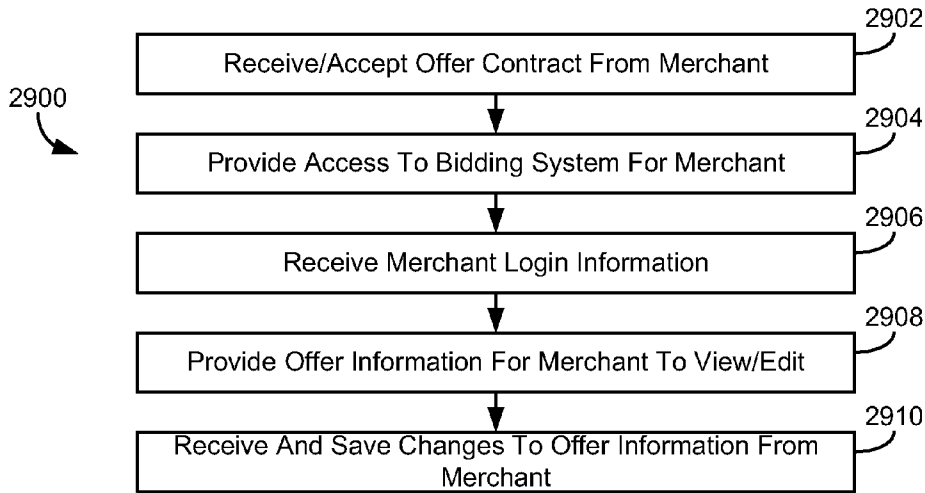 2902
Receive/Accept Offer Contract From Merchant
2900
2904
Provide Access To Bidding System For Merchant
2906
Receive Merchant Login Information
2908
Provide Offer Information For Merchant To View/Edit
2910
Receive And Save Changes To Offer Information From
Merchant